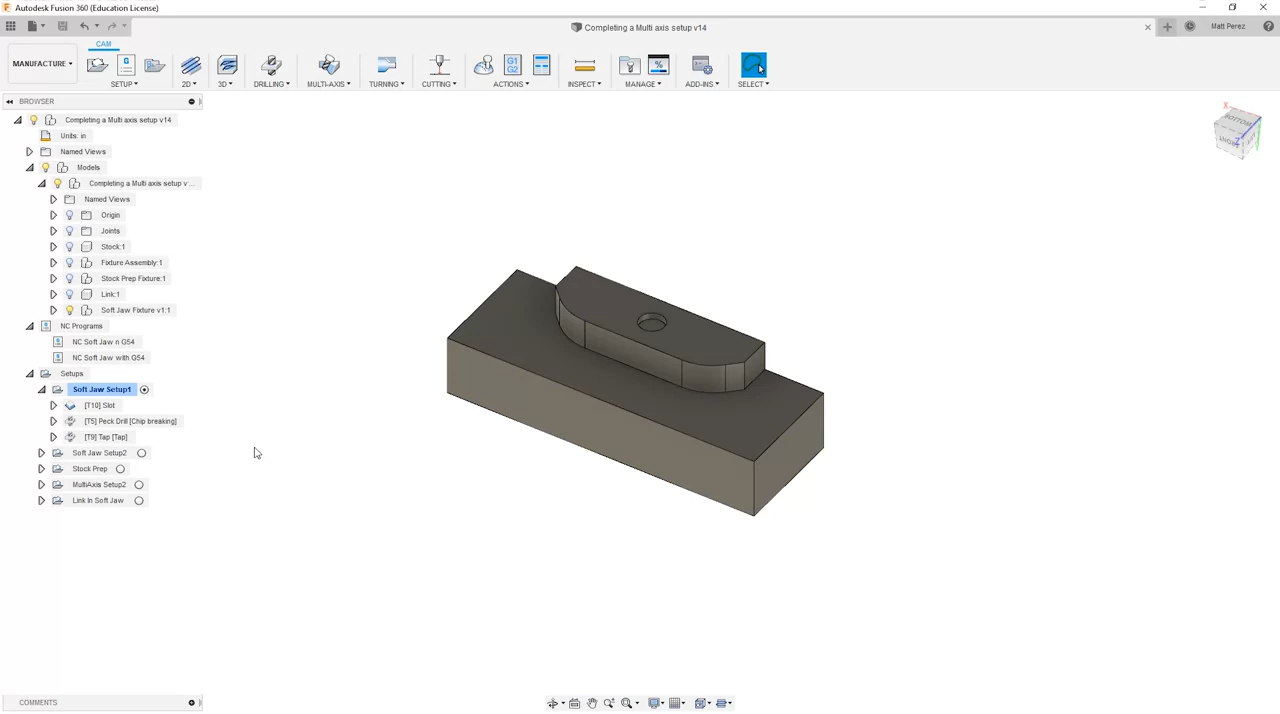 Autodesk Fusion 360 (Education License)
Completing a Multi axis setup v14
Matt Perez
CAM
MANUFACTURE
SETUP
2D
3D
DRILLING
MULTI-AXIS
TURNING
CUTTING
G1
G2
ACTIONS
INSPECT
MANAGE
ADD-INS
SELECT
BROWSER
Completing a Multi axis setup v14
Units: in
Named Views
Models
Completing a Multi axis setup v...
Named Views
Origin
Joints
Stock:1
Fixture Assembly:1
Stock Prep Fixture:1
Link:1
Soft Jaw Fixture v1:1
NC Programs
NC Soft Jaw n G54
NC Soft Jaw with G54
Setups
Soft Jaw Setup1
[T10] Slot
[T5] Peck Drill [Chip breaking]
[T9] Tap [Tap]
Soft Jaw Setup2
Stock Prep
MultiAxis Setup2
Link In Soft Jaw
X
BOTTOM
Z
COMMENTS